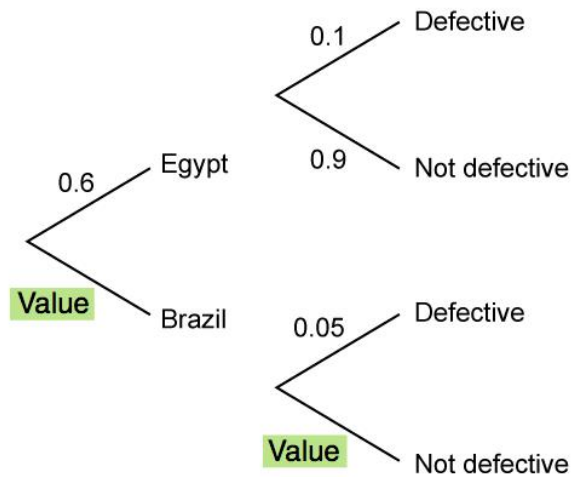 0.1
Defective
0.9
Not defective
0.6
Egypt
Value
Brazil
0.05
Defective
Value
Not defective